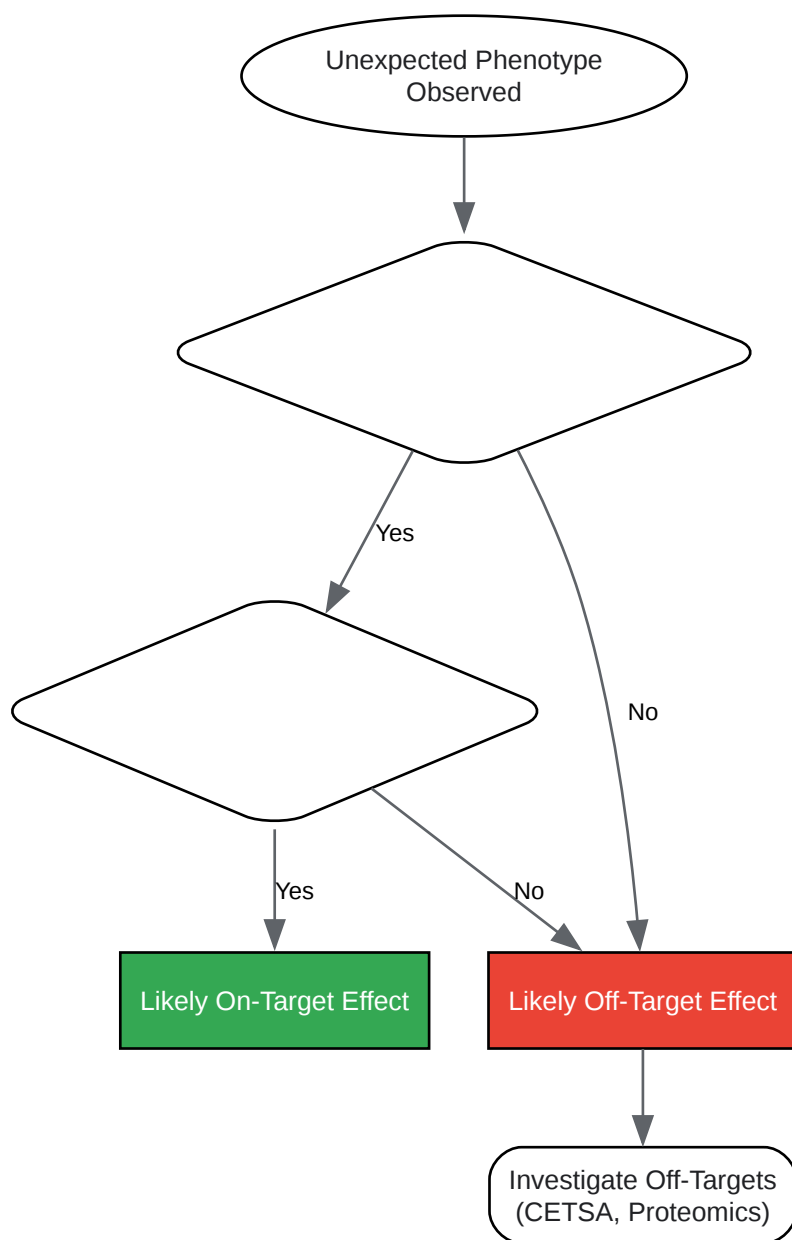 Unexpected Phenotype
Observed
Yes
No
Yes
No
Likely On-Target Effect
Likely Off-Target Effect
Investigate Off-Targets
(CETSA, Proteomics)